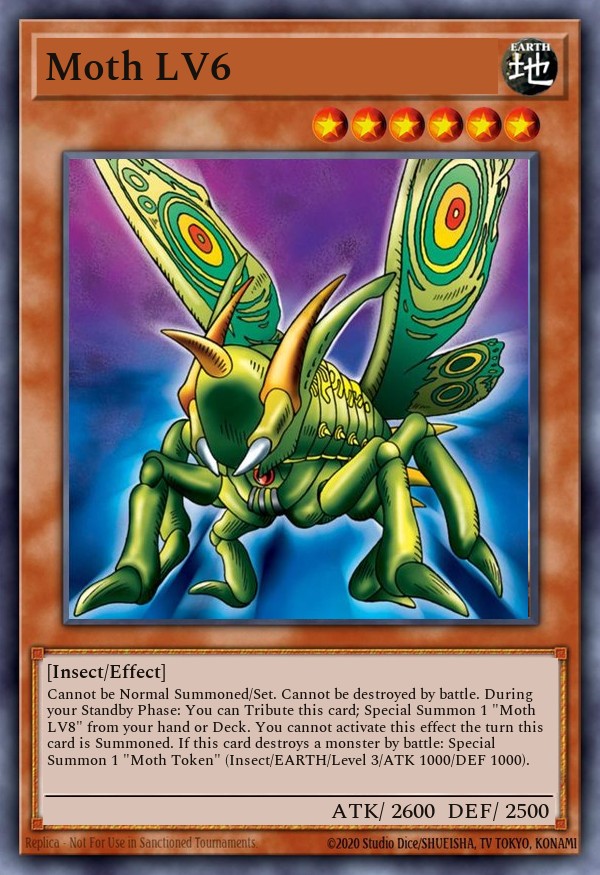 Moth LV6
EARTH
地
[Insect/Effect]
Cannot be Normal Summoned/Set. Cannot be destroyed by battle. During
your Standby Phase: You can Tribute this card; Special Summon 1 "Moth
LV8" from your hand or Deck. You cannot activate this effect the turn this
card is Summoned. If this card destroys a monster by battle: Special
Summon 1 "Moth Token" (Insect/EARTH/Level 3/ATK 1000/DEF 1000).
ATK/ 2600 DEF/ 2500
Replica - Not For Use in Sanctioned Tournaments. ©2020 Studio Dice/SHUEISHA, TV TOKYO, KONAMI